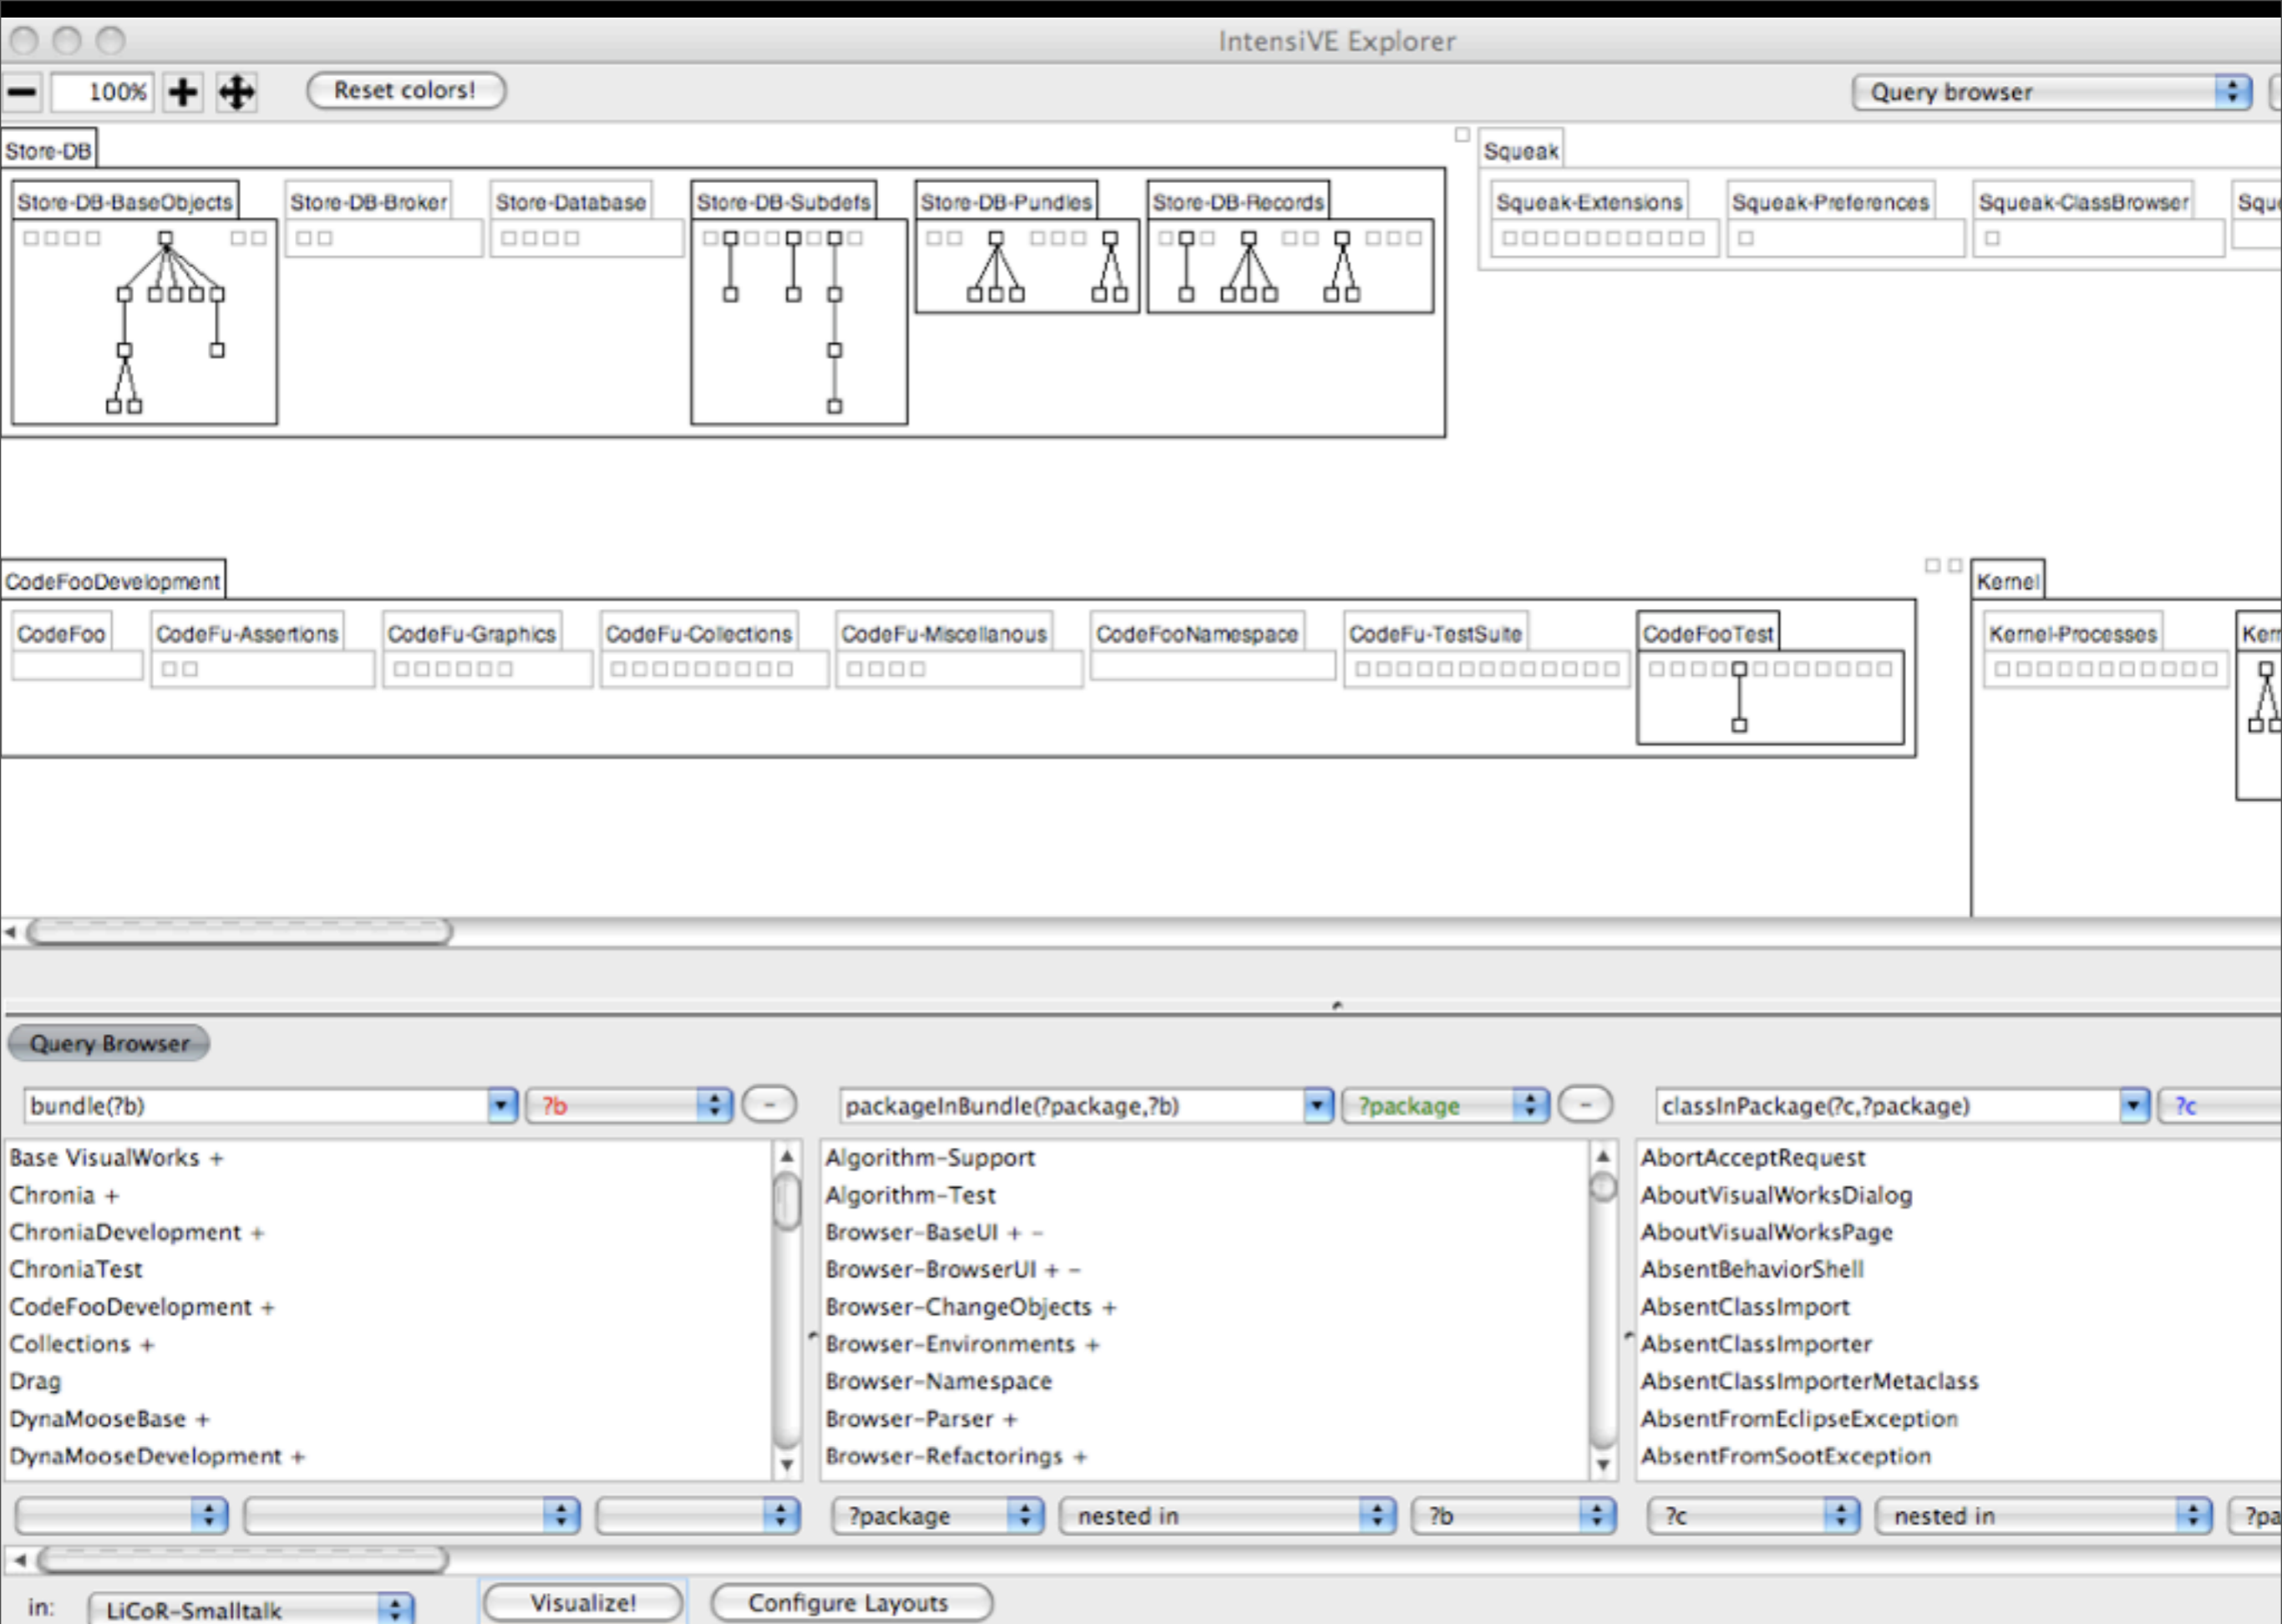 IntensiVE Explorer
100% Reset colors! Query browser
Store-DB Squeak
Store-DB-BaseObjects Store-DB-Broker Store-Database Store-DB-Subdefs Store-DB-Pundles Store-DB-Records Squeak-Extensions Squeak-Preferences Squeak-ClassBrowser
CodeFooDevelopment Kernel
CodeFoo CodeFu-Assertions CodeFu-Graphics CodeFu-Collections CodeFu-Miscellanous CodeFooNamespace CodeFu-TestSuite CodeFooTest Kernel-Processes
Query Browser
bundle(?b) ?b - packageInBundle(?package,?b) ?package - classInPackage(?c,?package) ?c
Base VisualWorks + Algorithm-Support AbortAcceptRequest
Chronia + Algorithm-Test AboutVisualWorksDialog
ChroniaDevelopment + Browser-BaseUI + - AboutVisualWorksPage
ChroniaTest Browser-BrowserUI + - AbsentBehaviorShell
CodeFooDevelopment + Browser-ChangeObjects + AbsentClassImport
Collections + Browser-Environments + AbsentClassImporter
Drag Browser-Namespace AbsentClassImporterMetaclass
DynaMooseBase + Browser-Parser + AbsentFromEclipseException
DynaMooseDevelopment + Browser-Refactorings + AbsentFromSootException
?package nested in ?b ?c nested in
in: LiCoR-Smalltalk Visualize! Configure Layouts